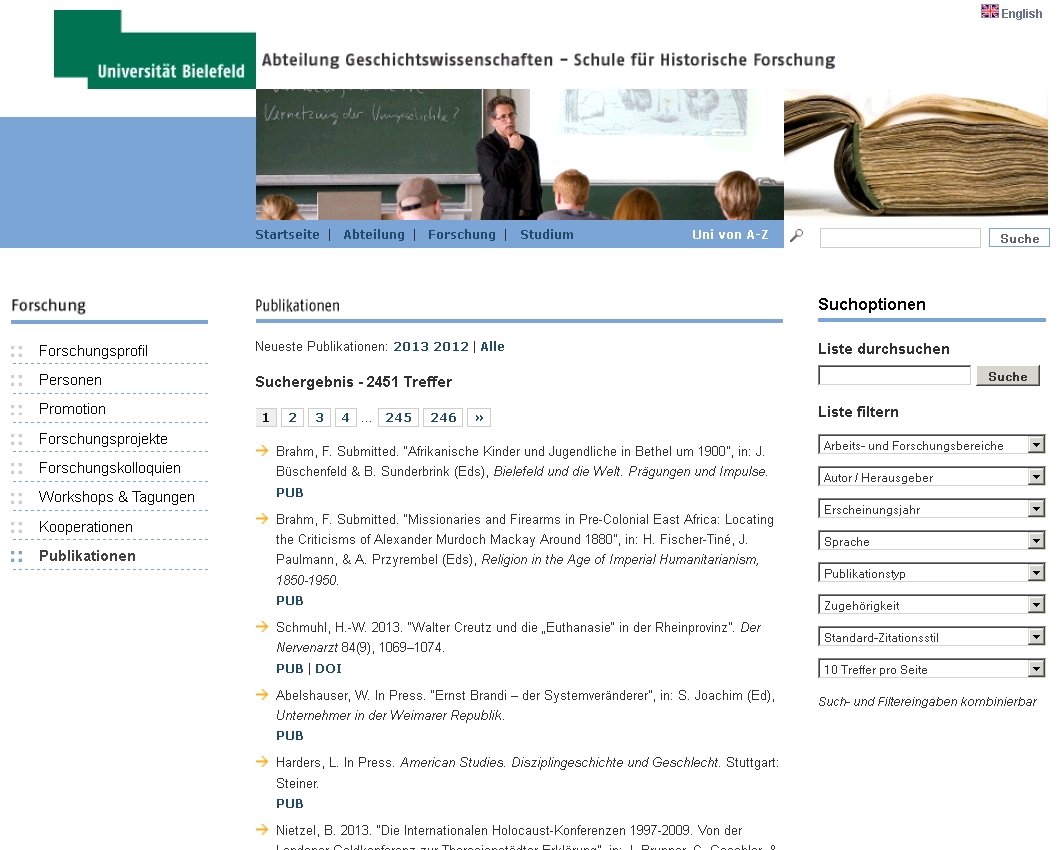 English
Universität Bielefeld
Abteilung Geschichtswissenschaften – Schule für Historische Forschung
Vernetzung der Umgeschichte?
Startseite | Abteilung | Forschung | Studium
Uni von A-Z
Suche
Forschung
Forschungsprofil
Personen
Promotion
Forschungsprojekte
Forschungskolloquien
Workshops & Tagungen
Kooperationen
Publikationen
Publikationen
Neueste Publikationen: 2013 2012 | Alle
Suchergebnis - 2451 Treffer
1 2 3 4 ... 245 246 »
Brahm, F. Submitted. "Afrikanische Kinder und Jugendliche in Bethel um 1900", in: J.
Büschenfeld & B. Sunderbrink (Eds), Bielefeld und die Welt. Prägungen und Impulse.
PUB
Brahm, F. Submitted. "Missionaries and Firearms in Pre-Colonial East Africa: Locating
the Criticisms of Alexander Murdoch Mackay Around 1880", in: H. Fischer-Tiné, J.
Paulmann, & A. Przyrembel (Eds), Religion in the Age of Imperial Humanitarianism,
1850-1950.
PUB
Schmuhl, H.-W. 2013. "Walter Creutz und die „Euthanasie" in der Rheinprovinz". Der
Nervenarzt 84(9), 1069–1074.
PUB | DOI
Abelshauser, W. In Press. "Ernst Brandi – der Systemveränderer", in: S. Joachim (Ed),
Unternehmer in der Weimarer Republik.
PUB
Harders, L. In Press. American Studies. Disziplingeschichte und Geschlecht. Stuttgart:
Steiner.
PUB
Nietzel, B. 2013. "Die Internationalen Holocaust-Konferenzen 1997-2009. Von der
Londoner Goldkonferenz zur Theresienstädter Erklärung", in: J. Brunner, C. Goschler, &
Suchoptionen
Liste durchsuchen
Suche
Liste filtern
Arbeits- und Forschungsbereiche
Autor / Herausgeber
Erscheinungsjahr
Sprache
Publikationstyp
Zugehörigkeit
Standard-Zitationsstil
10 Treffer pro Seite
Such- und Filtereingaben kombinierbar